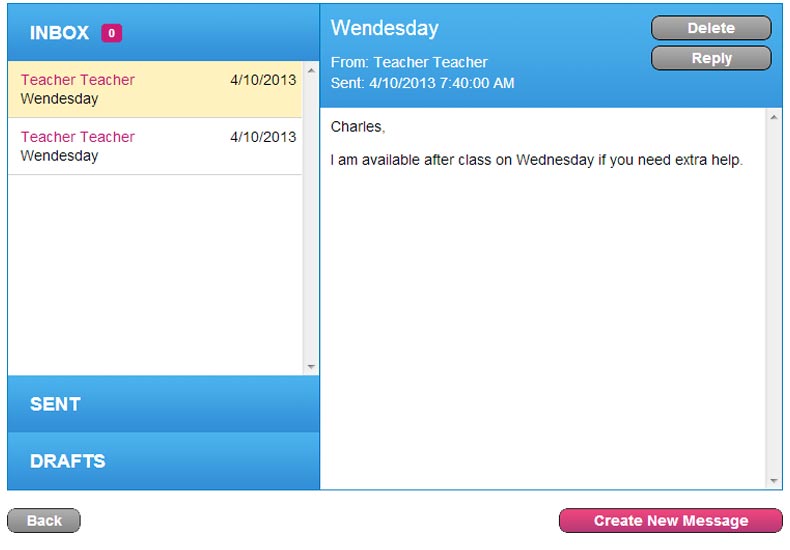 INBOX 0
Teacher Teacher 4/10/2013
Wendesday
Teacher Teacher 4/10/2013
Wendesday
SENT
DRAFTS
Wendesday
Delete
From: Teacher Teacher
Reply
Sent: 4/10/2013 7:40:00 AM
Charles,
I am available after class on Wednesday if you need extra help.
Back
Create New Message